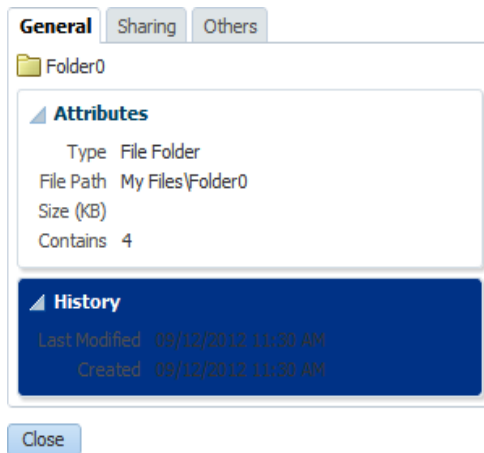 General Sharing Others
Folder0
Attributes
Type File Folder
File Path My Files\Folder0
Size (KB)
Contains 4
History
Last Modified 09/12/2012 11:30 AM
Created 09/12/2012 11:30 AM
Close